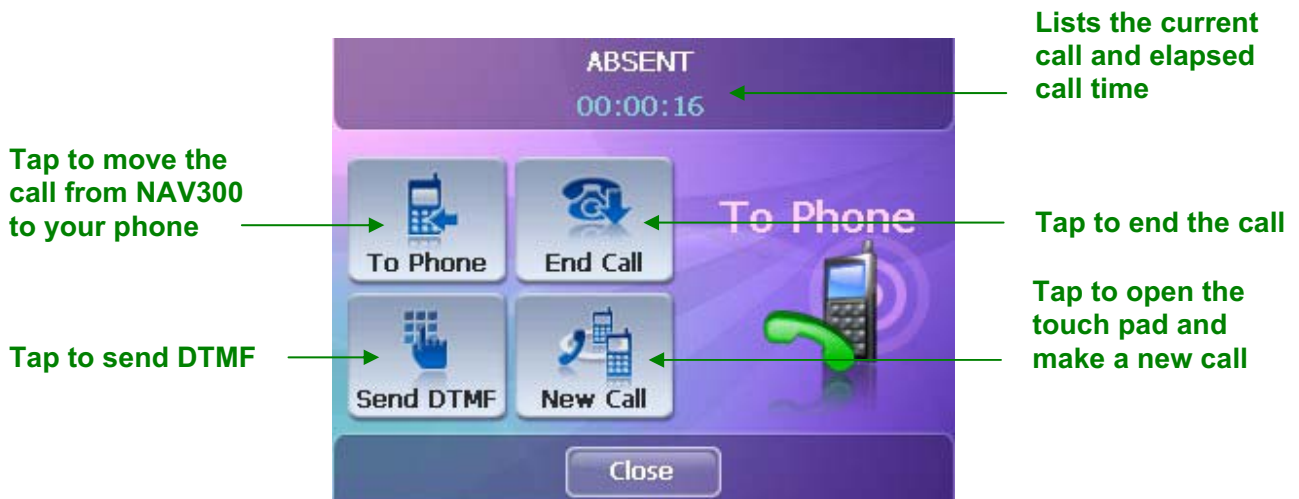 Lists the current
call and elapsed
call time
ABSENT
00:00:16
Tap to move the
call from NAV300
to your phone
To Phone
End Call
To Phone
Tap to end the call
Tap to send DTMF
Send DTMF
New Call
Tap to open the
touch pad and
make a new call
Close